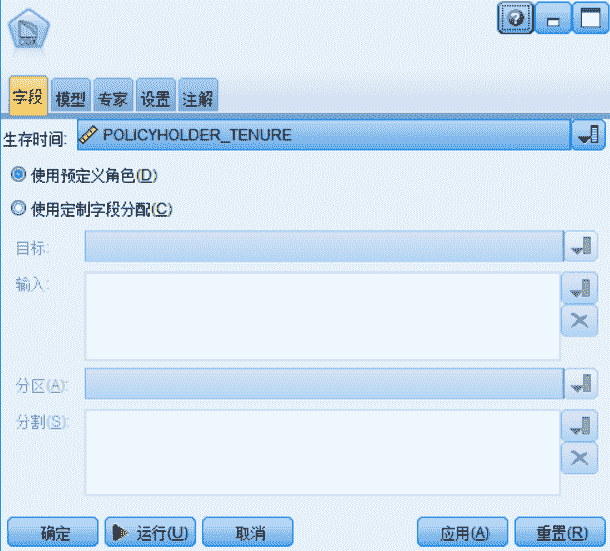 字段 模型 专家 设置 注解
生存时间: POLICYHOLDER_TENURE
使用预定义角色(D)
使用定制字段分配(C)
目标:
输入:
分区(A):
分割(S):
确定 运行(U) 取消 应用(A) 重置(R)